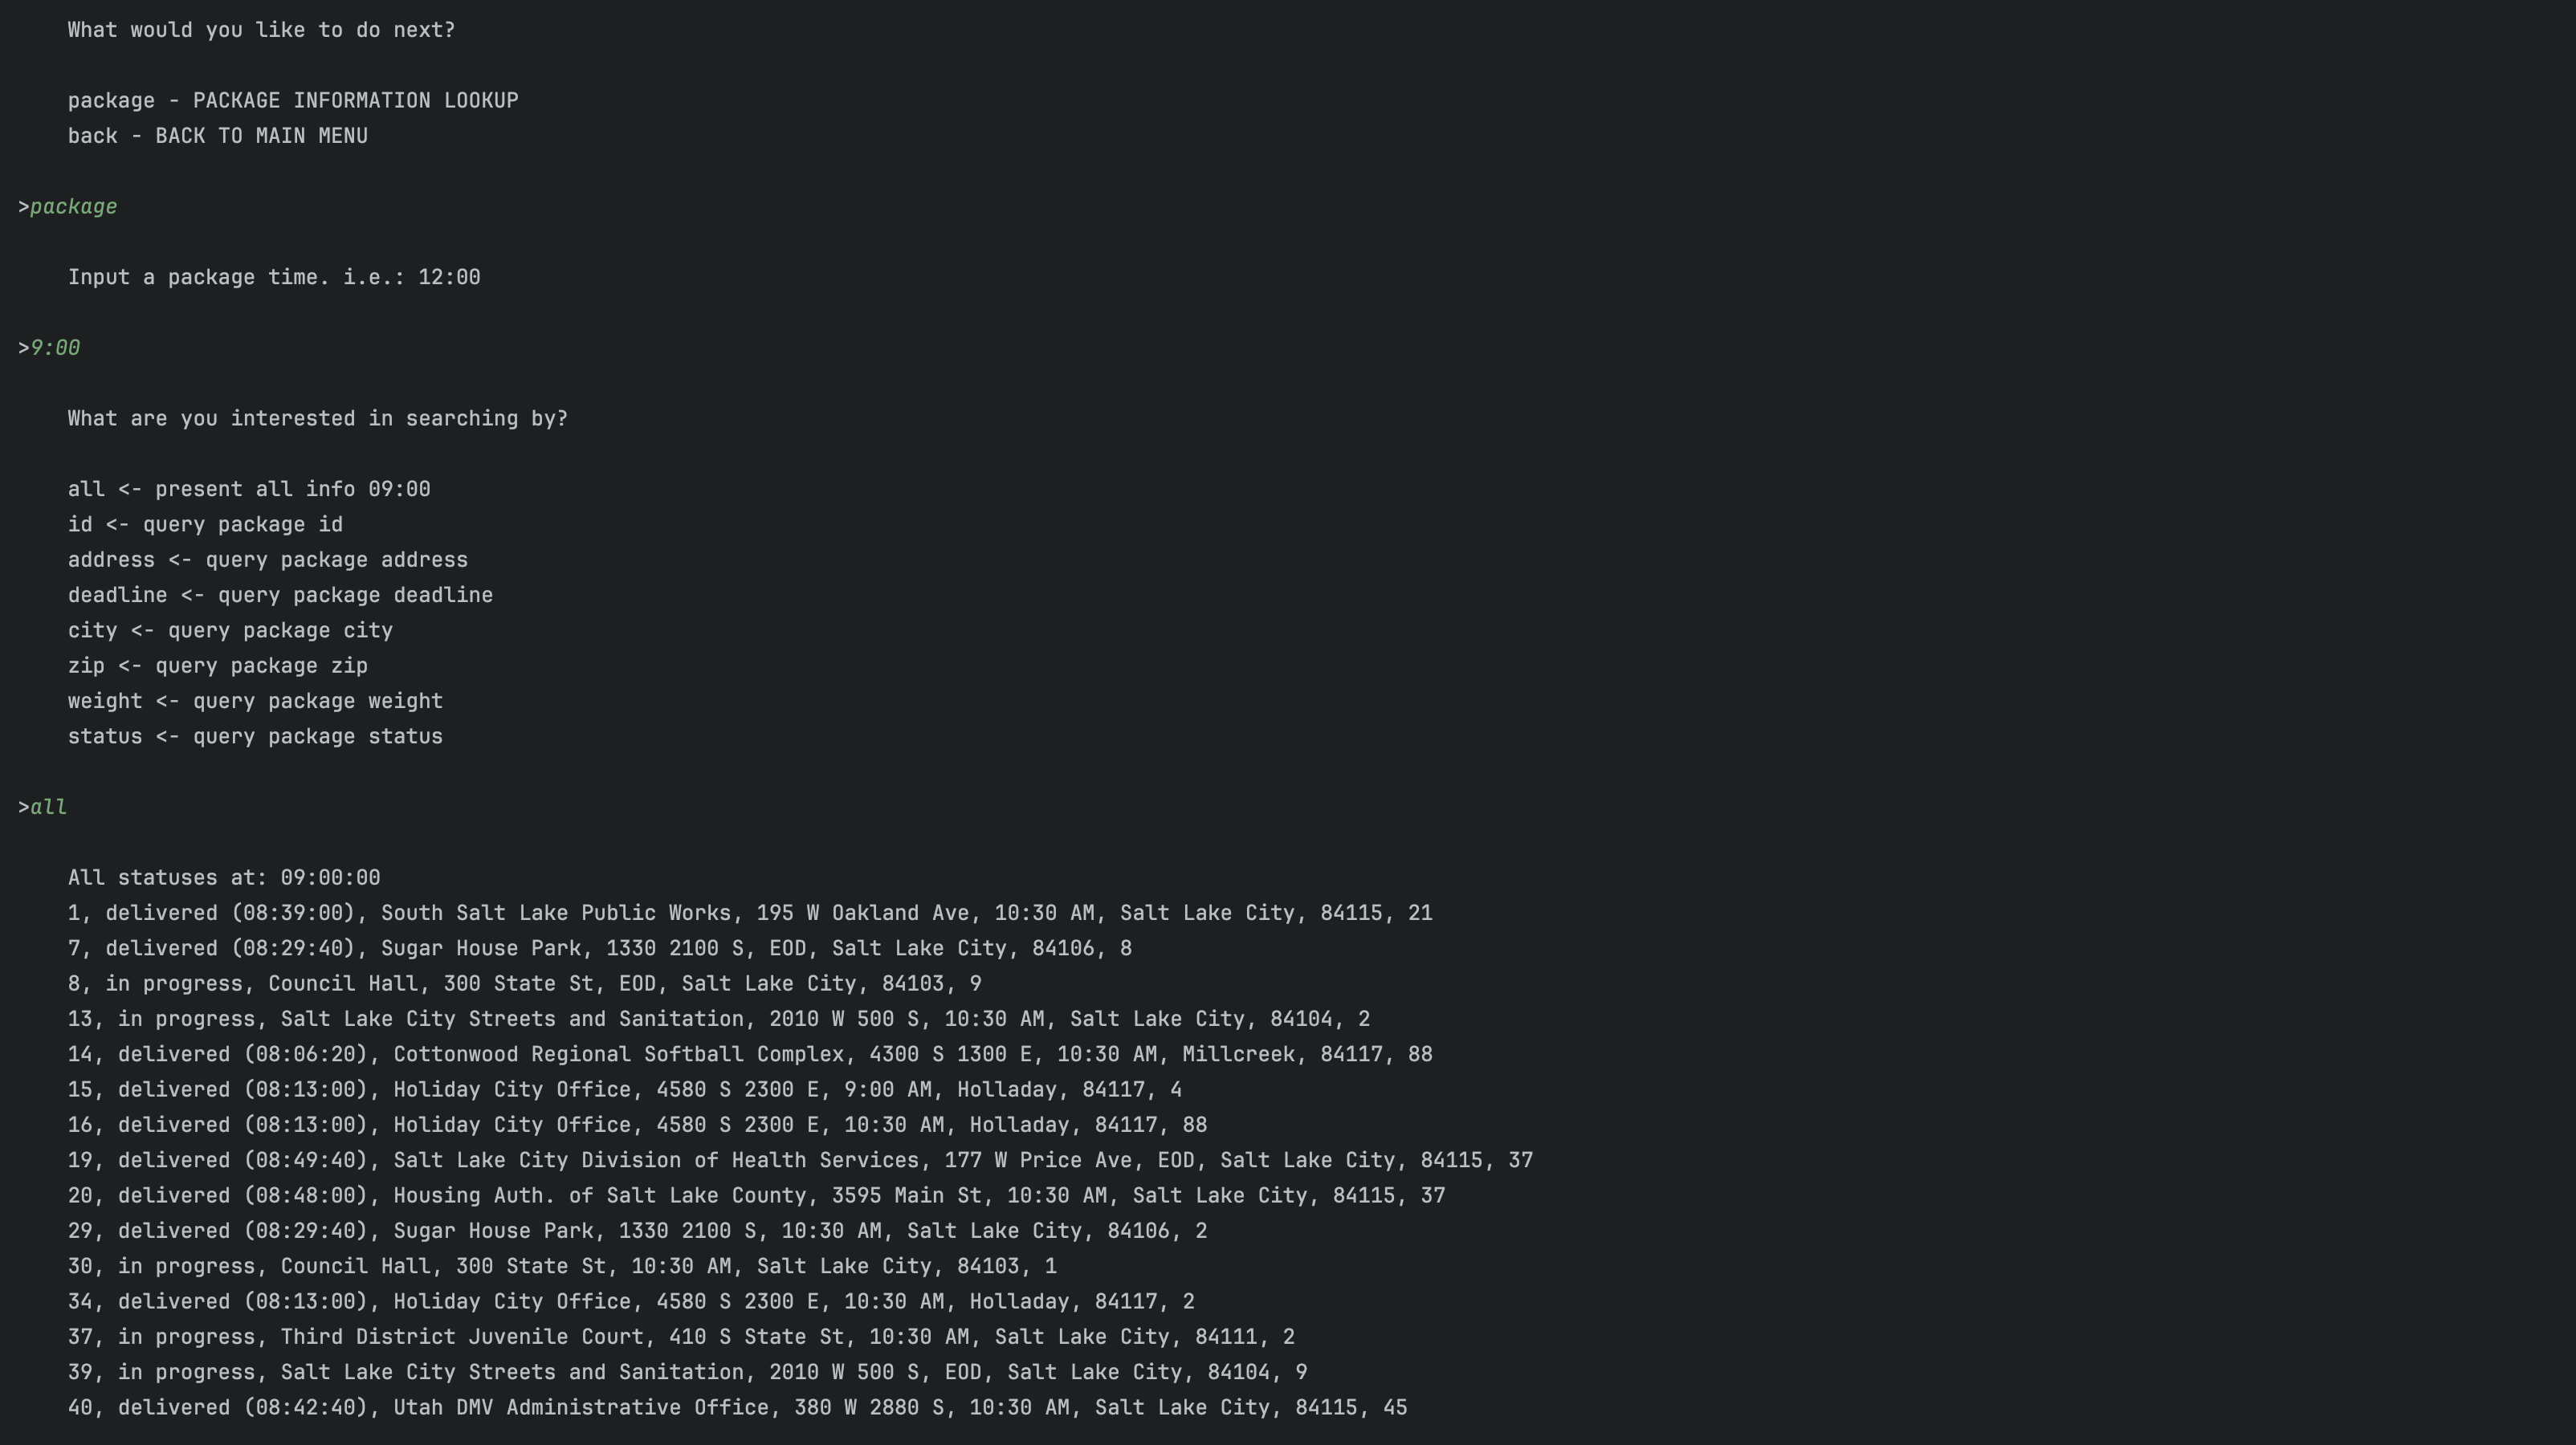 What would you like to do next?
package - PACKAGE INFORMATION LOOKUP
back - BACK TO MAIN MENU
>package
Input a package time. i.e.: 12:00
>9:00
What are you interested in searching by?
all <- present all info 09:00
id <- query package id
address <- query package address
deadline <- query package deadline
city <- query package city
zip <- query package zip
weight <- query package weight
status <- query package status
>all
All statuses at: 09:00:00
1, delivered (08:39:00), South Salt Lake Public Works, 195 W Oakland Ave, 10:30 AM, Salt Lake City, 84115, 21
7, delivered (08:29:40), Sugar House Park, 1330 2100 S, EOD, Salt Lake City, 84106, 8
8, in progress, Council Hall, 300 State St, EOD, Salt Lake City, 84103, 9
13, in progress, Salt Lake City Streets and Sanitation, 2010 W 500 S, 10:30 AM, Salt Lake City, 84104, 2
14, delivered (08:06:20), Cottonwood Regional Softball Complex, 4300 S 1300 E, 10:30 AM, Millcreek, 84117, 88
15, delivered (08:13:00), Holiday City Office, 4580 S 2300 E, 9:00 AM, Holladay, 84117, 4
16, delivered (08:13:00), Holiday City Office, 4580 S 2300 E, 10:30 AM, Holladay, 84117, 88
19, delivered (08:49:40), Salt Lake City Division of Health Services, 177 W Price Ave, EOD, Salt Lake City, 84115, 37
20, delivered (08:48:00), Housing Auth. of Salt Lake County, 3595 Main St, 10:30 AM, Salt Lake City, 84115, 37
29, delivered (08:29:40), Sugar House Park, 1330 2100 S, 10:30 AM, Salt Lake City, 84106, 2
30, in progress, Council Hall, 300 State St, 10:30 AM, Salt Lake City, 84103, 1
34, delivered (08:13:00), Holiday City Office, 4580 S 2300 E, 10:30 AM, Holladay, 84117, 2
37, in progress, Third District Juvenile Court, 410 S State St, 10:30 AM, Salt Lake City, 84111, 2
39, in progress, Salt Lake City Streets and Sanitation, 2010 W 500 S, EOD, Salt Lake City, 84104, 9
40, delivered (08:42:40), Utah DMV Administrative Office, 380 W 2880 S, 10:30 AM, Salt Lake City, 84115, 45